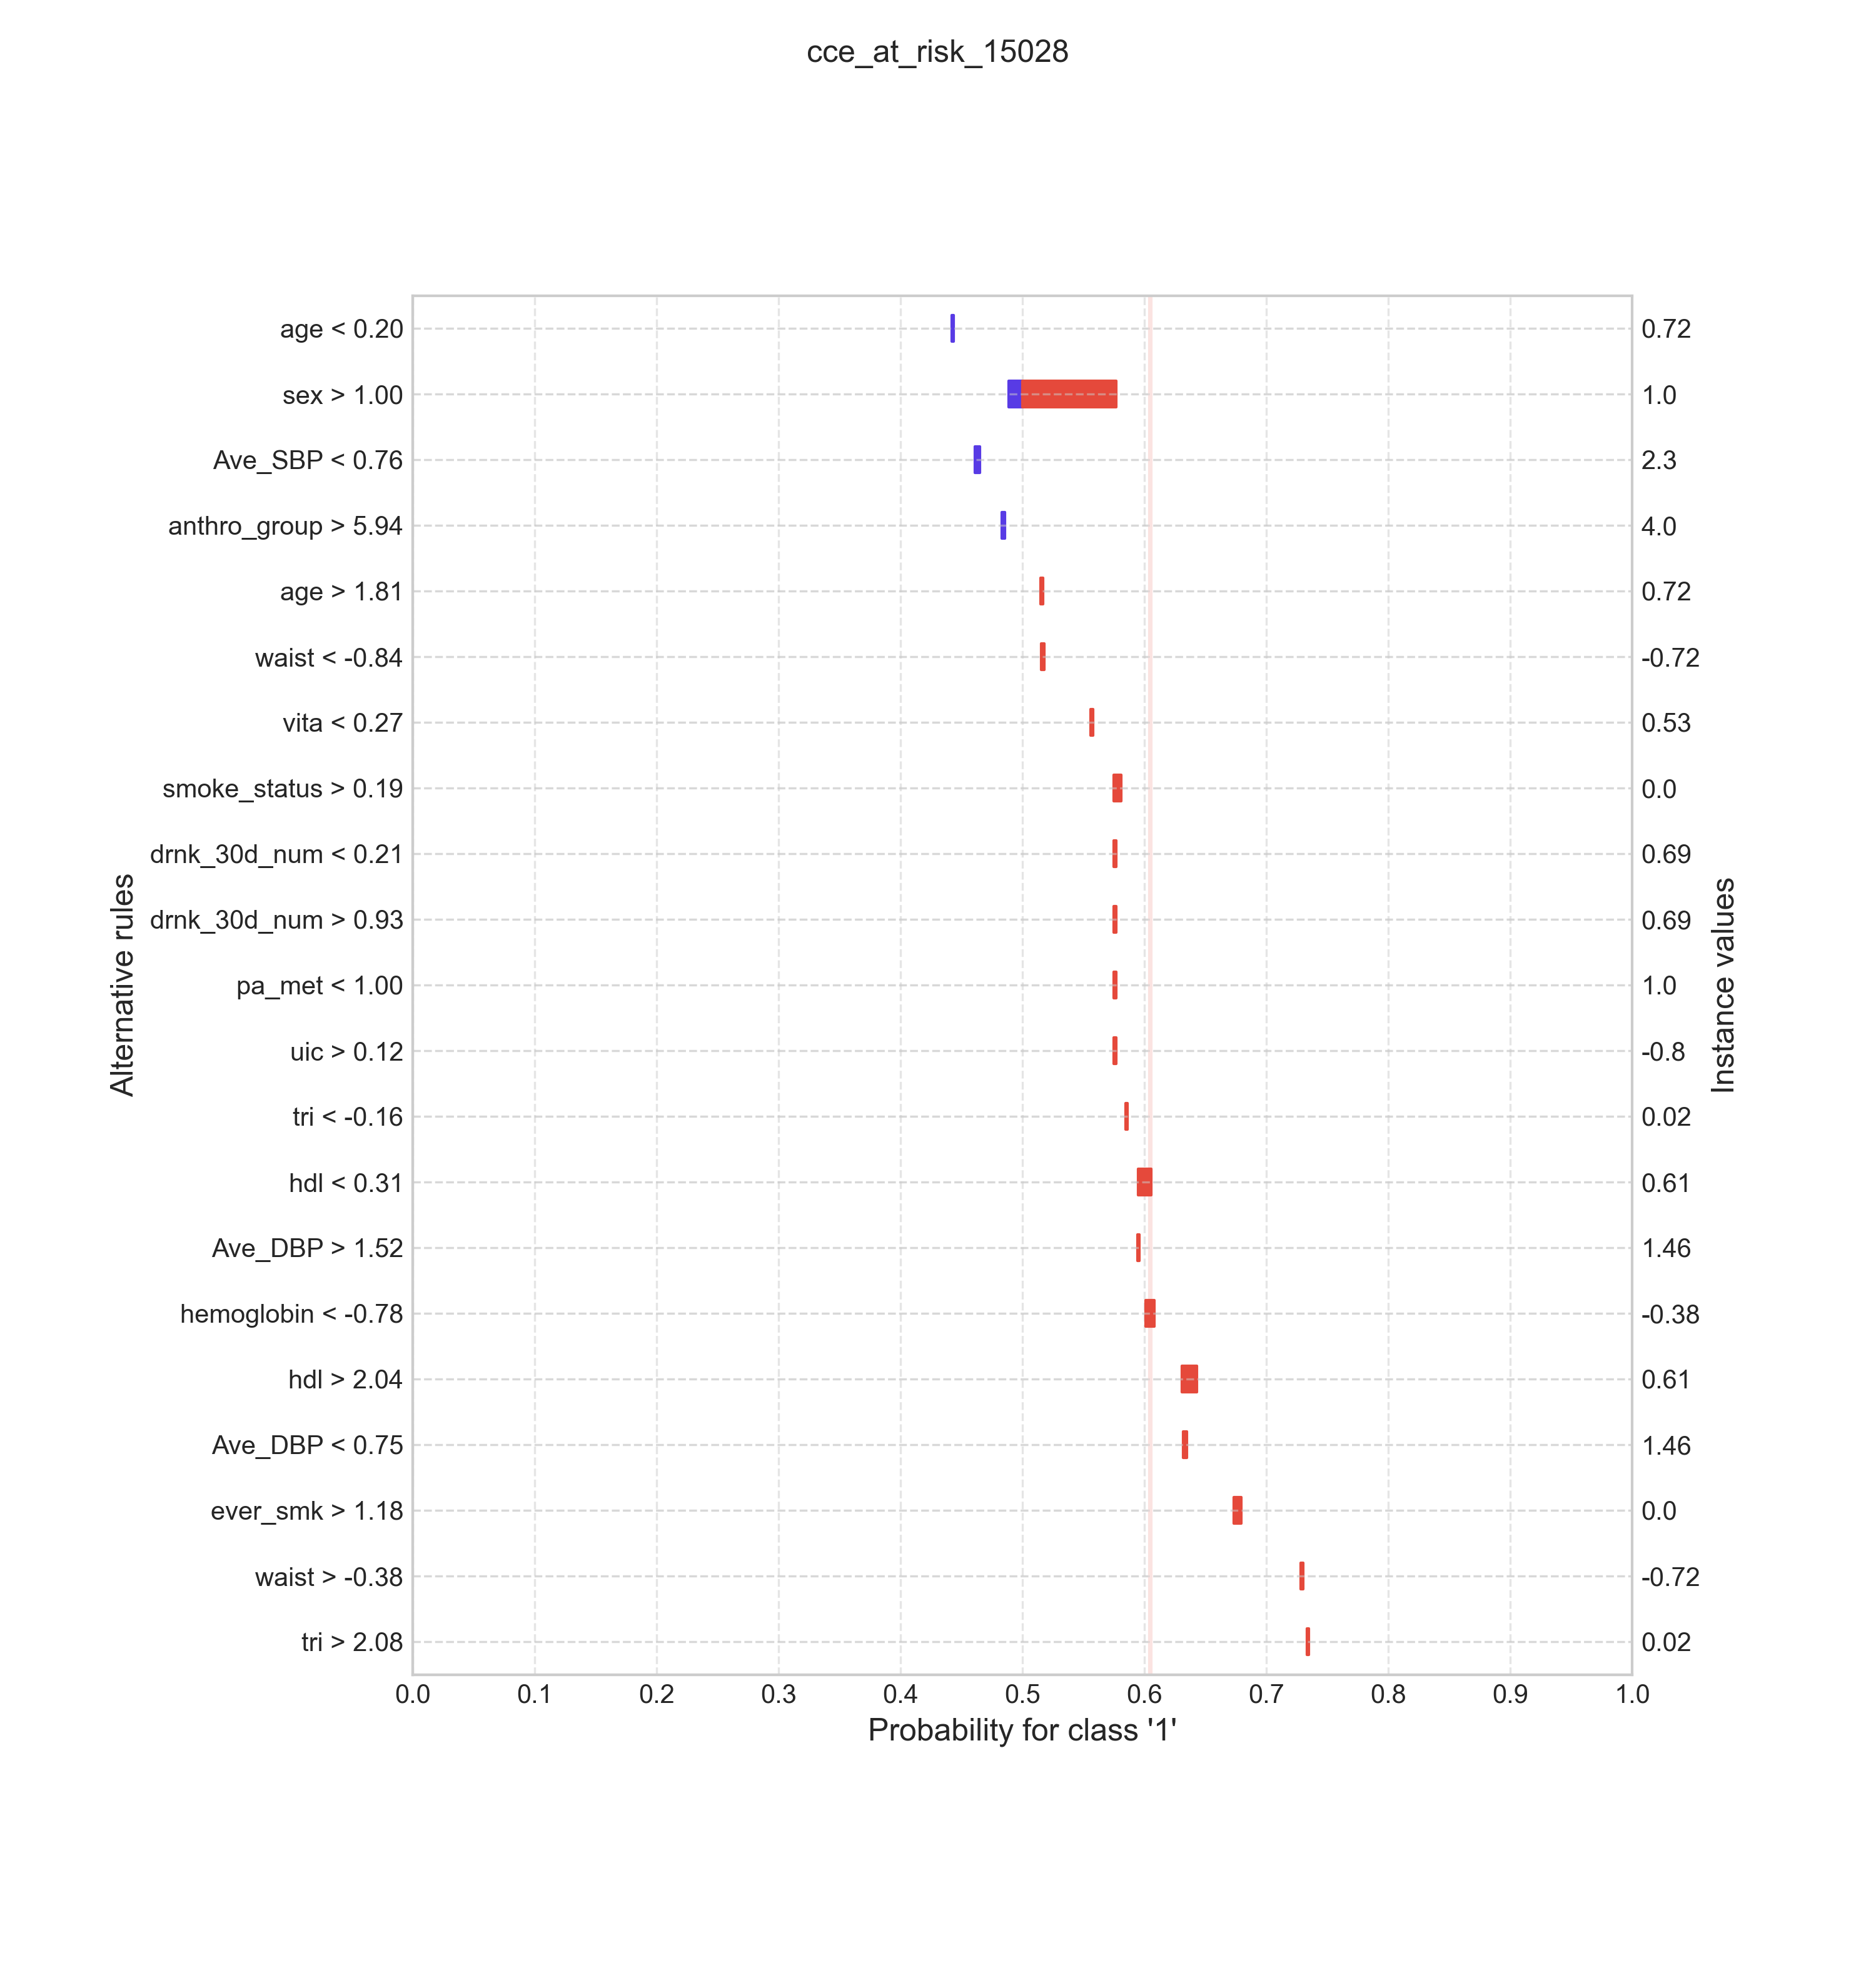 cce_at_risk_15028
age < 0.20 0.72
sex > 1.00 1.0
Ave_SBP < 0.76 2.3
anthro_group > 5.94 4.0
age > 1.81 0.72
waist < -0.84 -0.72
vita < 0.27 0.53
smoke_status > 0.19 0.0
drnk_30d_num < 0.21 0.69
drnk_30d_num > 0.93 0.69
pa_met < 1.00 1.0
uic > 0.12 -0.8
tri < -0.16 0.02
hdl < 0.31 0.61
Ave_DBP > 1.52 1.46
hemoglobin < -0.78 -0.38
hdl > 2.04 0.61
Ave_DBP < 0.75 1.46
ever_smk > 1.18 0.0
waist > -0.38 -0.72
tri > 2.08 0.02
Alternative rules
Instance values
0.0 0.1 0.2 0.3 0.4 0.5 0.6 0.7 0.8 0.9 1.0
Probability for class '1'